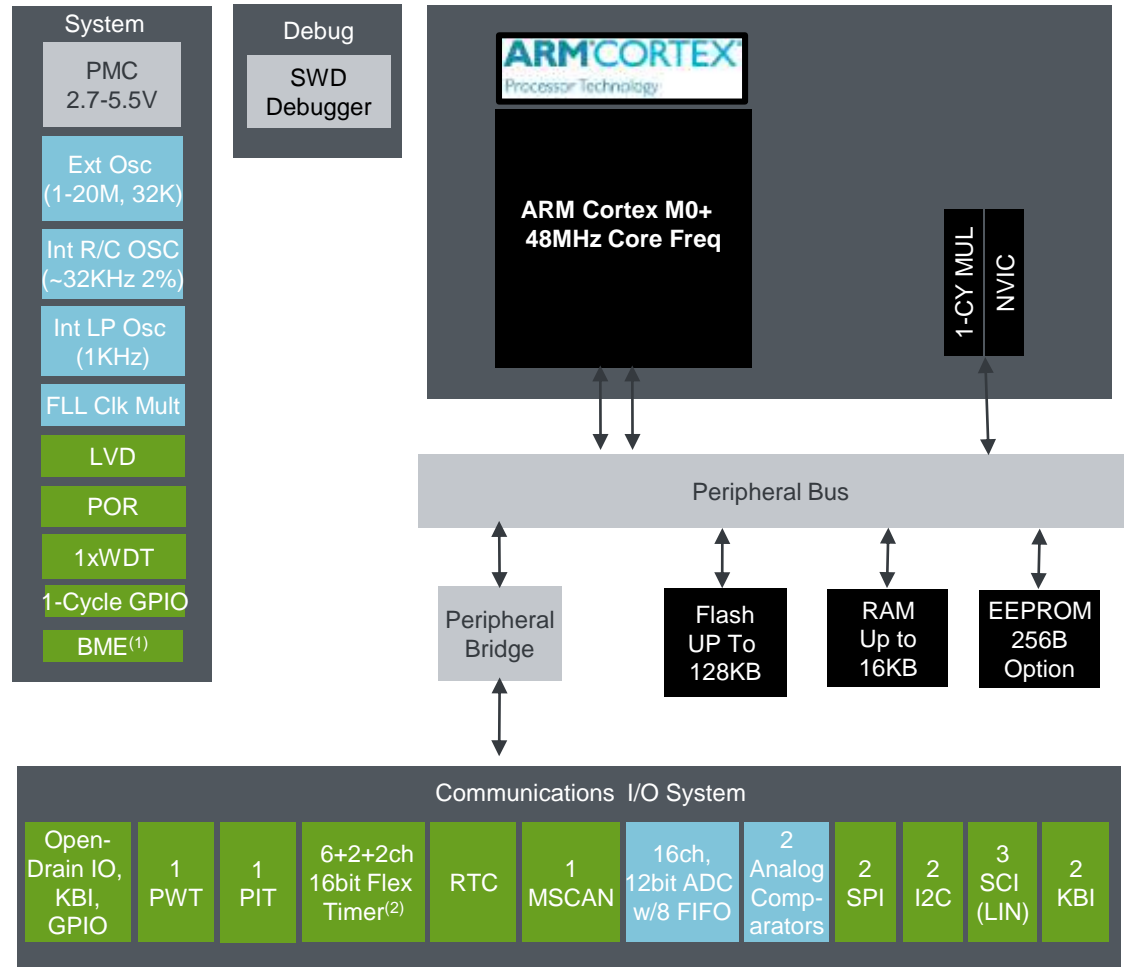 System
PMC
2.7-5.5V
Ext Osc
(1-20M, 32K)
Int R/C OSC
(~32KHz 2%)
Int LP Osc
(1KHz)
FLL Clk Mult
LVD
POR
1xWDT
1-Cycle GPIO
BME(1)
Debug
SWD
Debugger
ARM CORTEX
Processor Technology
ARM Cortex M0+
48MHz Core Freq
1-CY MUL
NVIC
Peripheral Bus
Peripheral
Bridge
Flash
UP To
128KB
RAM
Up to
16KB
EEPROM
256B
Option
Communications I/O System
Open-
Drain IO,
KBI,
GPIO
1
PWT
1
PIT
6+2+2ch
16bit Flex
Timer(2)
RTC
1
MSCAN
16ch,
12bit ADC
w/8 FIFO
2
Analog
Comp-
arators
2
SPI
2
I2C
3
SCI
(LIN)
2
KBI